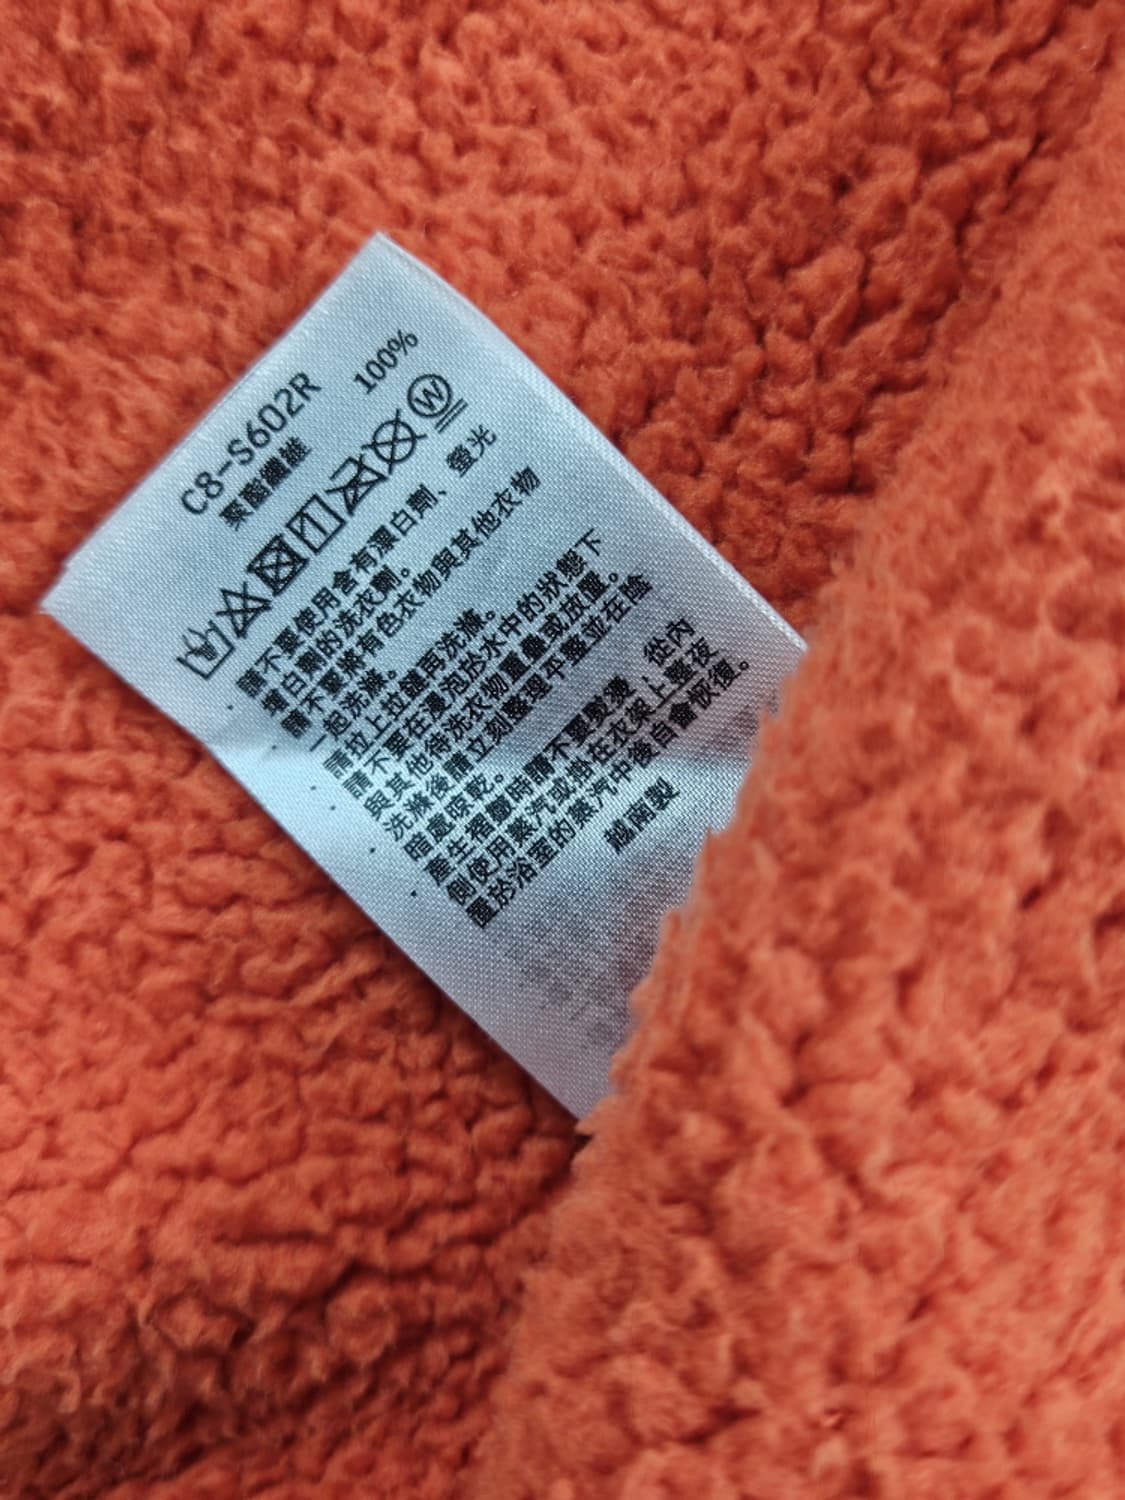 C8-S602R
聚酯纖維 100%
W
請不要使用含有漂白劑、螢光
增白劑的洗衣劑。
請不要將有色衣物與其他衣物
一起洗滌。
請拉上拉鏈再洗滌。
請不要在浸泡於水中的狀態下
與其他待洗衣物重疊或放置。
洗滌後請立刻整理平整並在陰
暗處晾乾。
產生褶皺時請不要熨燙,從內
側使用蒸汽或掛在衣架上整夜
置於浴室的蒸汽中後自會恢復。
越南製